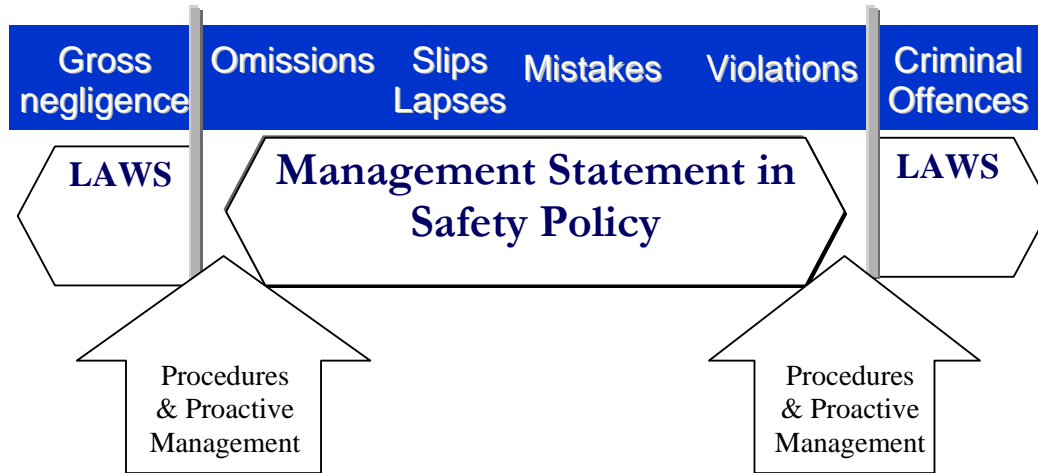 Gross
negligence
Omissions
Slips
Lapses
Mistakes
Violations
Criminal
Offences
LAWS
Management Statement in
Safety Policy
LAWS
Procedures
& Proactive
Management
Procedures
& Proactive
Management